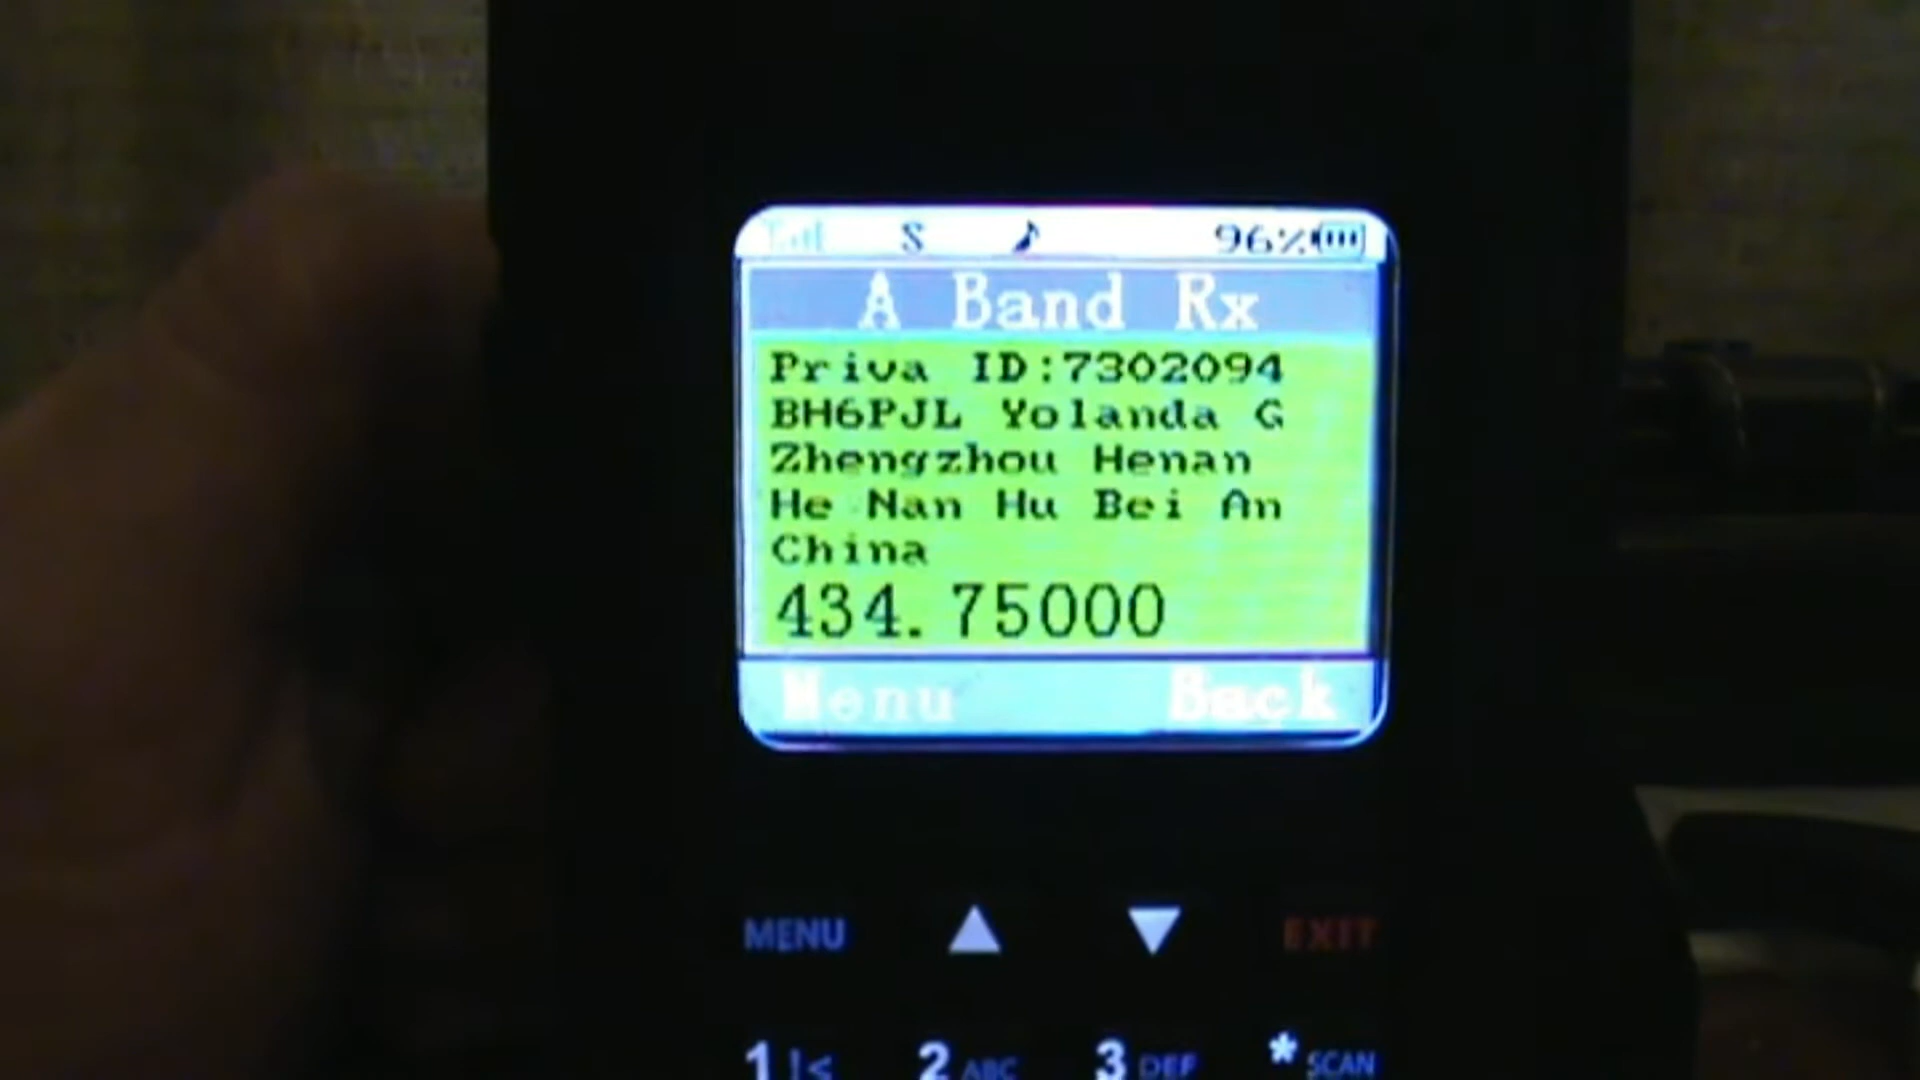 S 96%
A Band Rx
Priva ID:7302094
BH6PJL Yolanda G
Zhengzhou Henan
He Nan Hu Bei An
China
434.75000
Menu Back
MENU EXIT
1 !< 2 ABC 3 DEF * SCAN